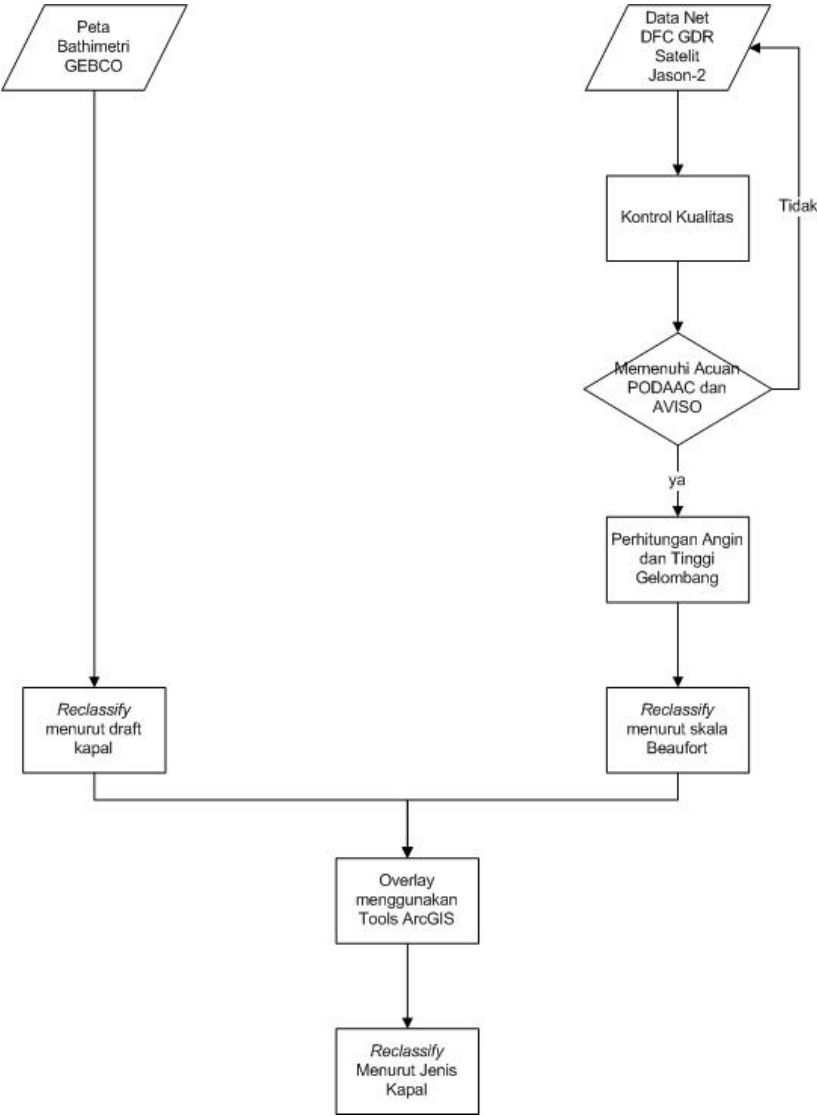 Peta
Bathimetri
GEBCO
Data Net
DFC GDR
Satelit
Jason-2
Kontrol Kualitas
Tidak
Memenuhi Acuan
PODAAC dan
AVISO
ya
Perhitungan Angin
dan Tinggi
Gelombang
Reclassify
menurut draft
kapal
Reclassify
menurut skala
Beaufort
Overlay
menggunakan
Tools ArcGIS
Reclassify
Menurut Jenis
Kapal